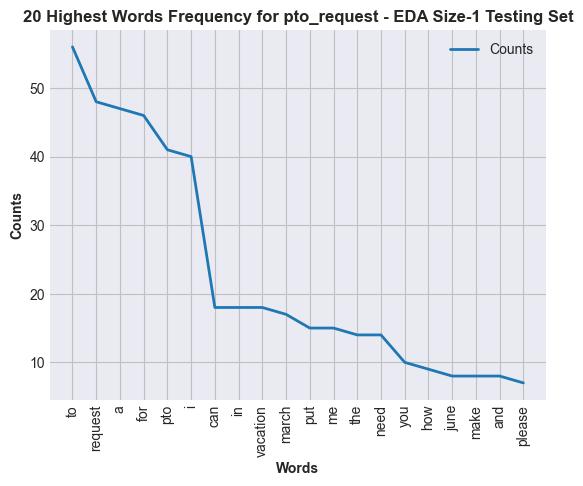 20 Highest Words Frequency for pto_request - EDA Size-1 Testing Set
Counts
Counts
50
40
30
20
10
to
request
a
for
pto
i
can
in
vacation
march
put
me
the
need
you
how
june
make
and
please
Words